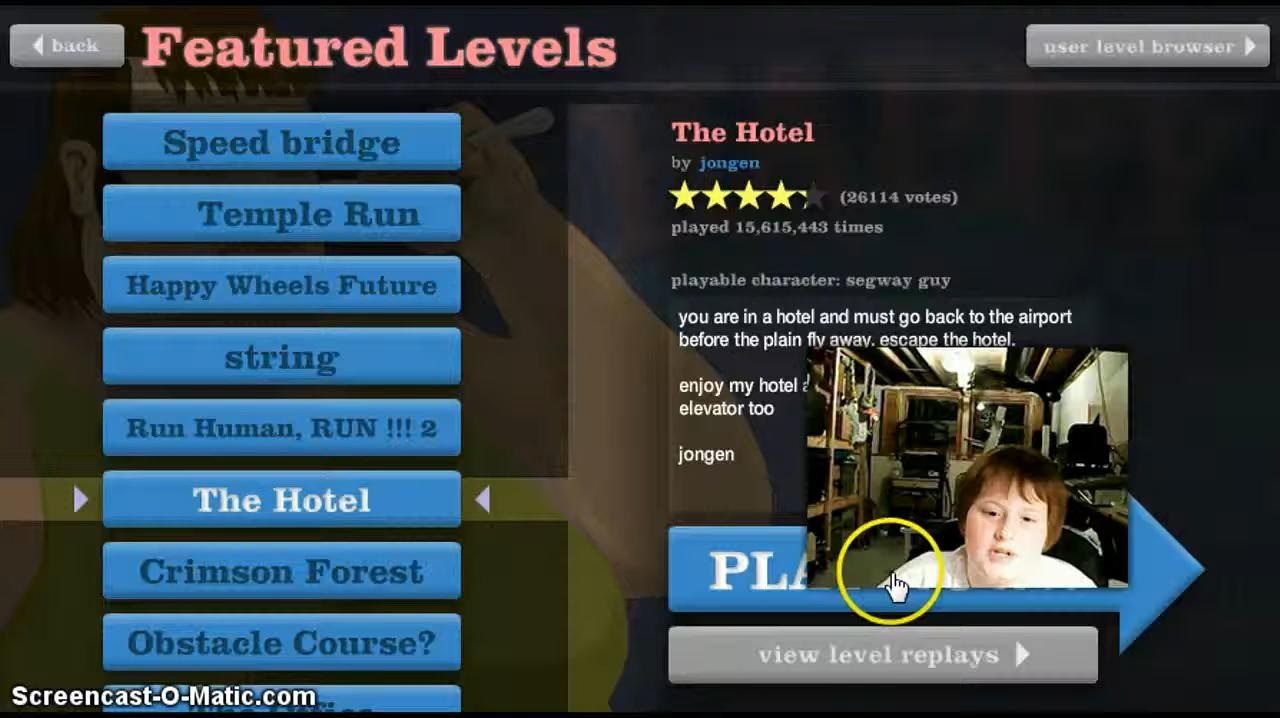 back
Featured Levels
user level browser
Speed bridge
Temple Run
Happy Wheels Future
string
Run Human, RUN !!! 2
The Hotel
Crimson Forest
Obstacle Course?
The Hotel
by jongen
(26114 votes)
played 15,615,443 times
playable character: segway guy
you are in a hotel and must go back to the airport
before the plain fly away. escape the hotel.
enjoy my hotel
elevator too
jongen
view level replays
Screencast-O-Matic.com